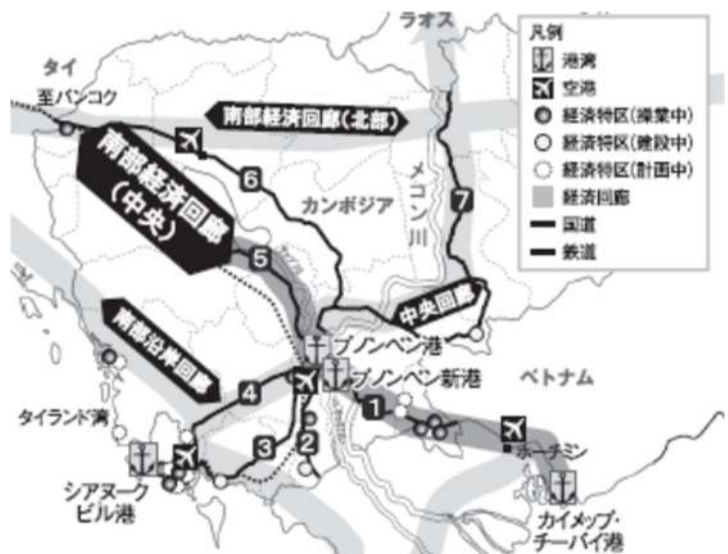 ラオス
タイ
至バンコク
南部経済回廊(北部)
南部経済回廊
(中央)
6
カンボジア
メコン川
7
5
中央回廊
南部沿岸回廊
プノンペン港
プノンペン新港
ベトナム
4
1
タイランド湾
3
2
ホーチミン
シアヌーク
ビル港
カイメップ・
チーバイ港
凡例
港湾
空港
経済特区(操業中)
経済特区(建設中)
経済特区(計画中)
経済回廊
国道
鉄道